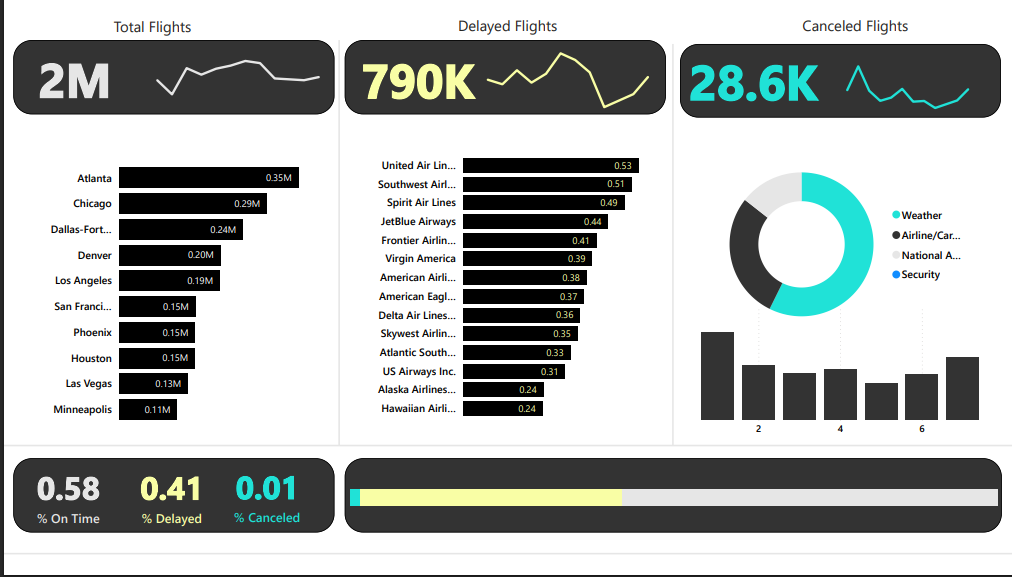 Total Flights
Delayed Flights
Canceled Flights
2M
790K
28.6K
Atlanta 0.35M
Chicago 0.29M
Dallas-Fort... 0.24M
Denver 0.20M
Los Angeles 0.19M
San Franci... 0.15M
Phoenix 0.15M
Houston 0.15M
Las Vegas 0.13M
Minneapolis 0.11M
United Air Lin... 0.53
Southwest Airl... 0.51
Spirit Air Lines 0.49
JetBlue Airways 0.44
Frontier Airlin... 0.41
Virgin America 0.39
American Airli... 0.38
American Eagl... 0.37
Delta Air Lines... 0.36
Skywest Airlin... 0.35
Atlantic South... 0.33
US Airways Inc. 0.31
Alaska Airlines... 0.24
Hawaiian Airli... 0.24
Weather
Airline/Car...
National A...
Security
2 4 6
0.58 0.41 0.01
% On Time % Delayed % Canceled